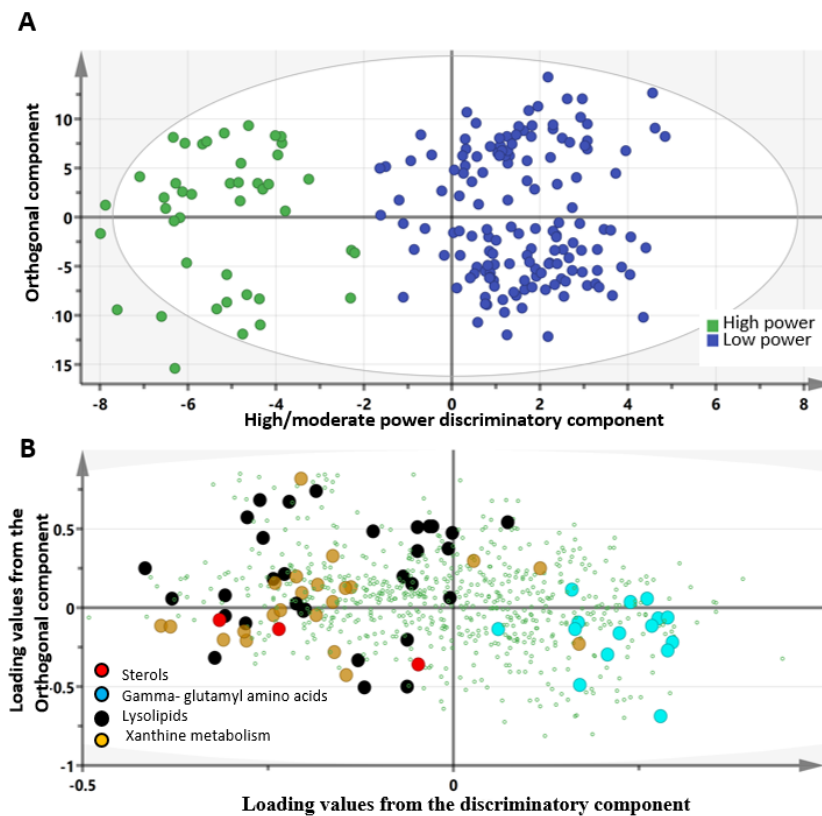 A
Orthogonal component
10
5
0
-5
-10
-15
High power
Low power
-8
-6
-4
-2
0
2
4
6
8
High/moderate power discriminatory component
B
Loading values from the
Orthogonal component
0.5
0
-0.5
-1
Sterols
Gamma- glutamyl amino acids
Lysolipids
Xanthine metabolism
-0.5
0
Loading values from the discriminatory component